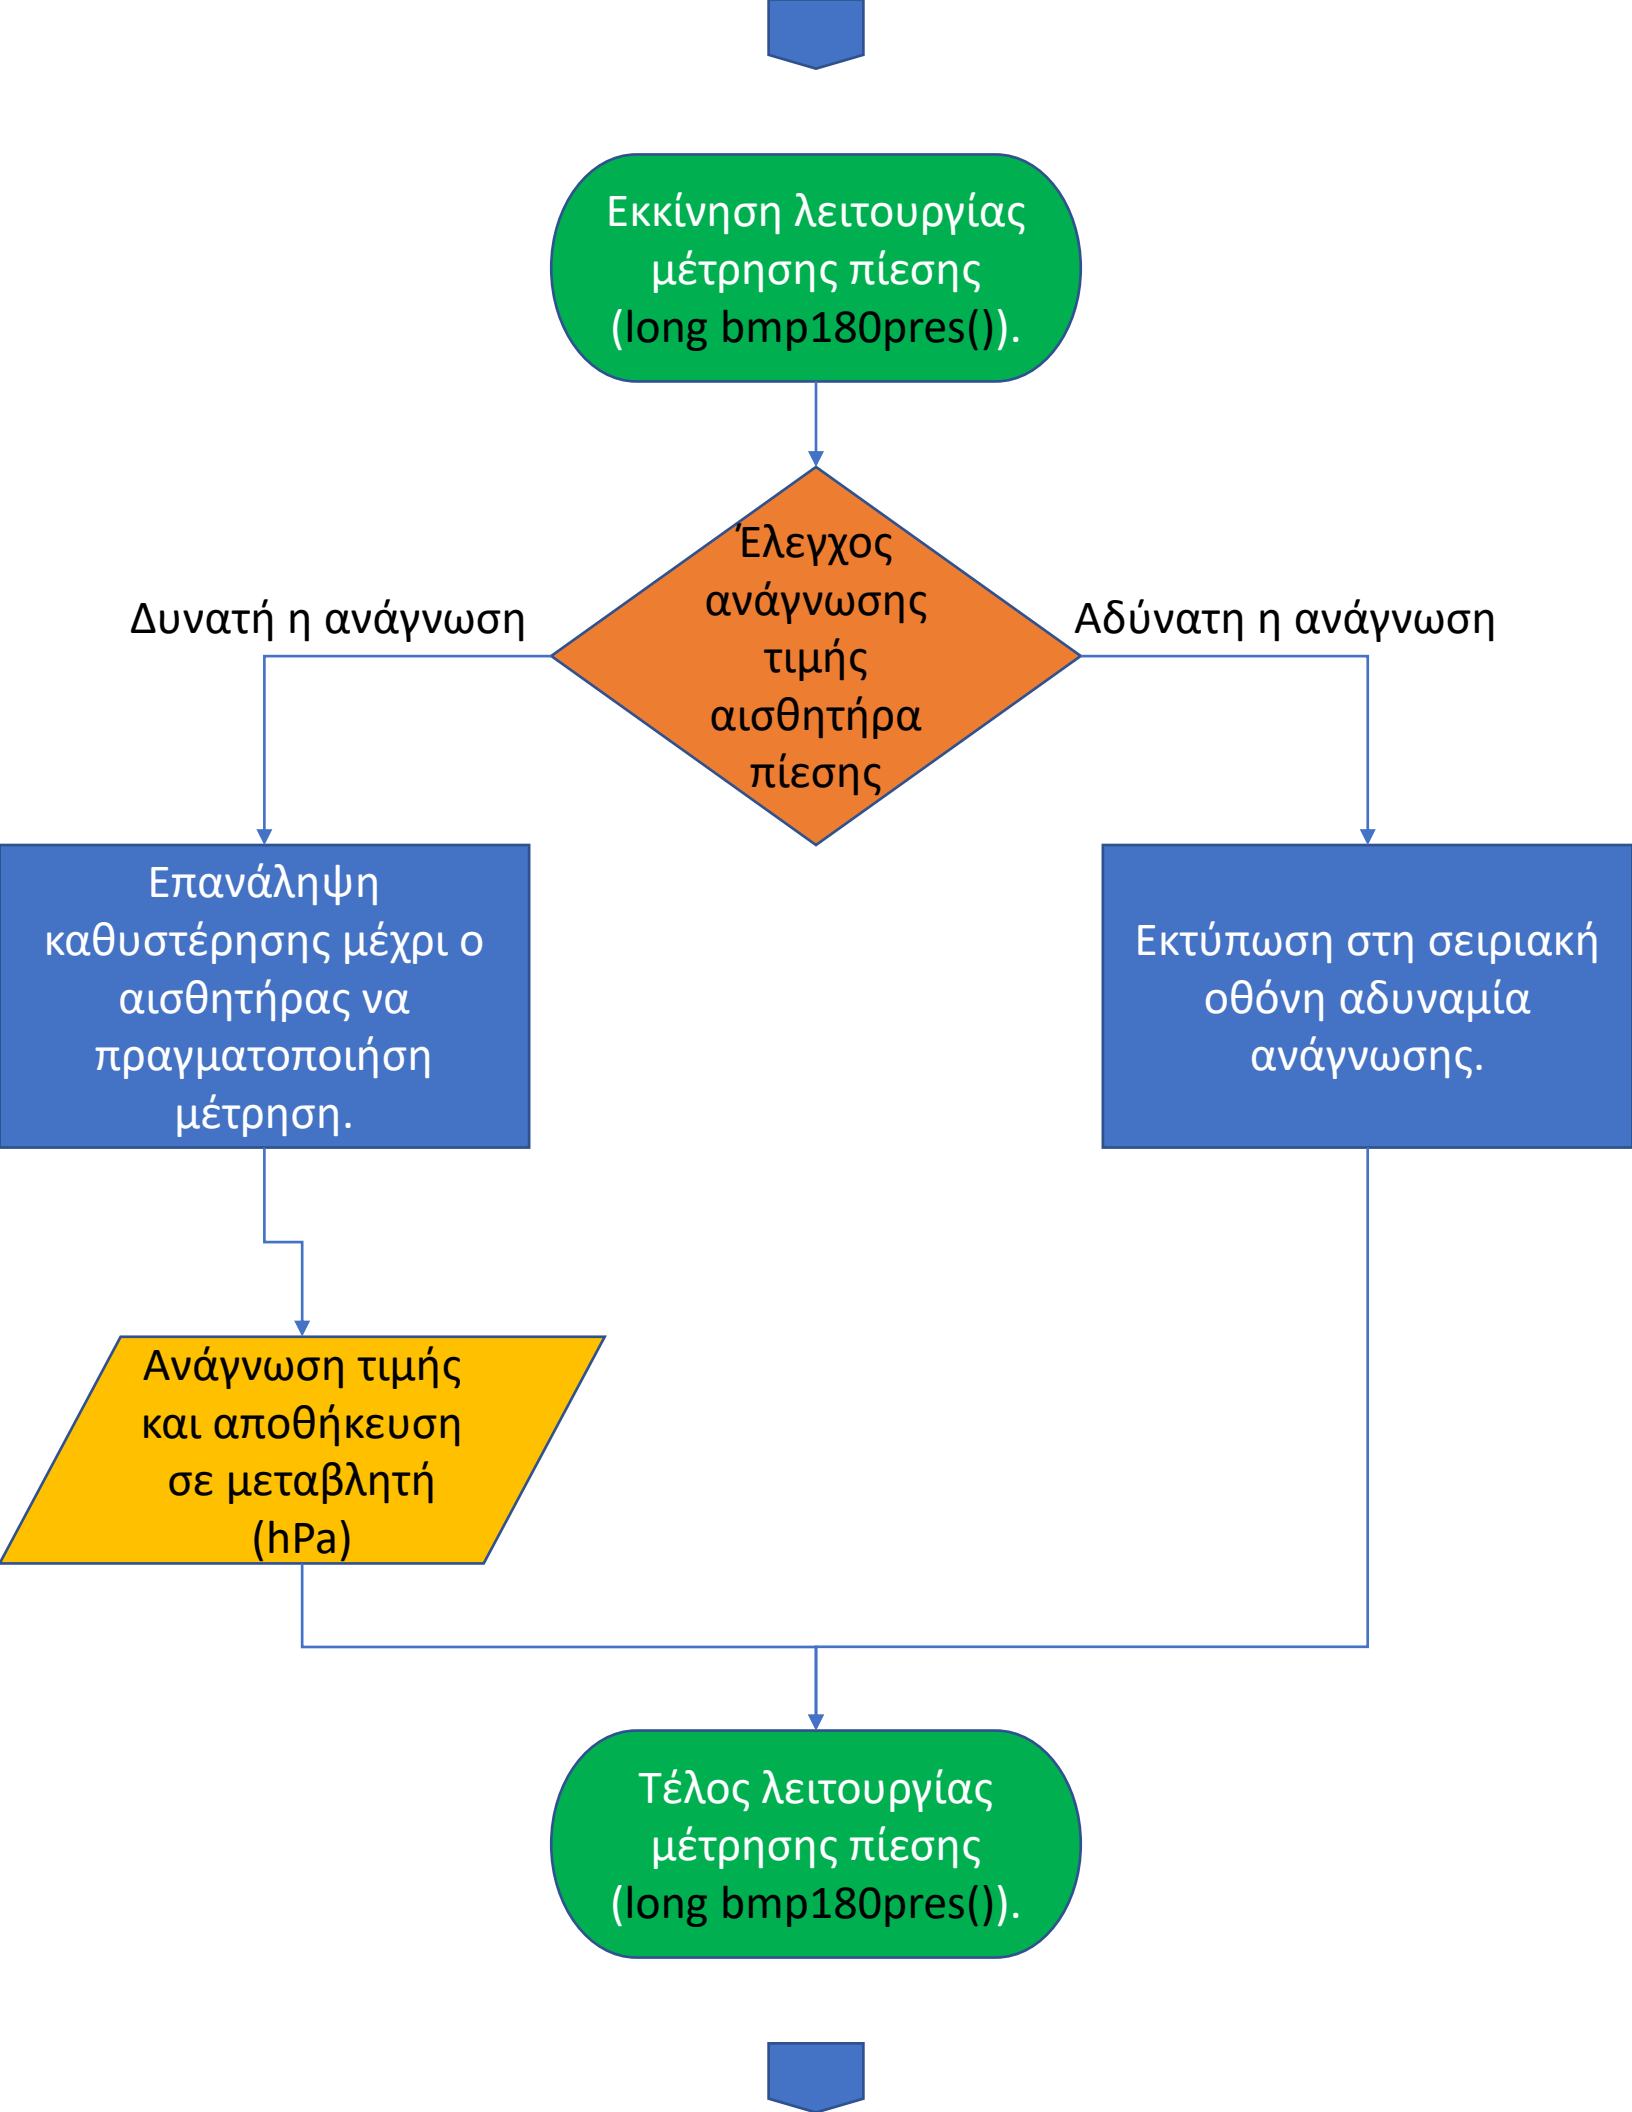 Εκκίνηση λειτουργίας
μέτρησης πίεσης
(long bmp180pres()).
Έλεγχος
ανάγνωσης
τιμής
αισθητήρα
πίεσης
Δυνατή η ανάγνωση
Αδύνατη η ανάγνωση
Επανάληψη
καθυστέρησης μέχρι ο
αισθητήρας να
πραγματοποιήση
μέτρηση.
Εκτύπωση στη σειριακή
οθόνη αδυναμία
ανάγνωσης.
Ανάγνωση τιμής
και αποθήκευση
σε μεταβλητή
(hPa)
Τέλος λειτουργίας
μέτρησης πίεσης
(long bmp180pres()).